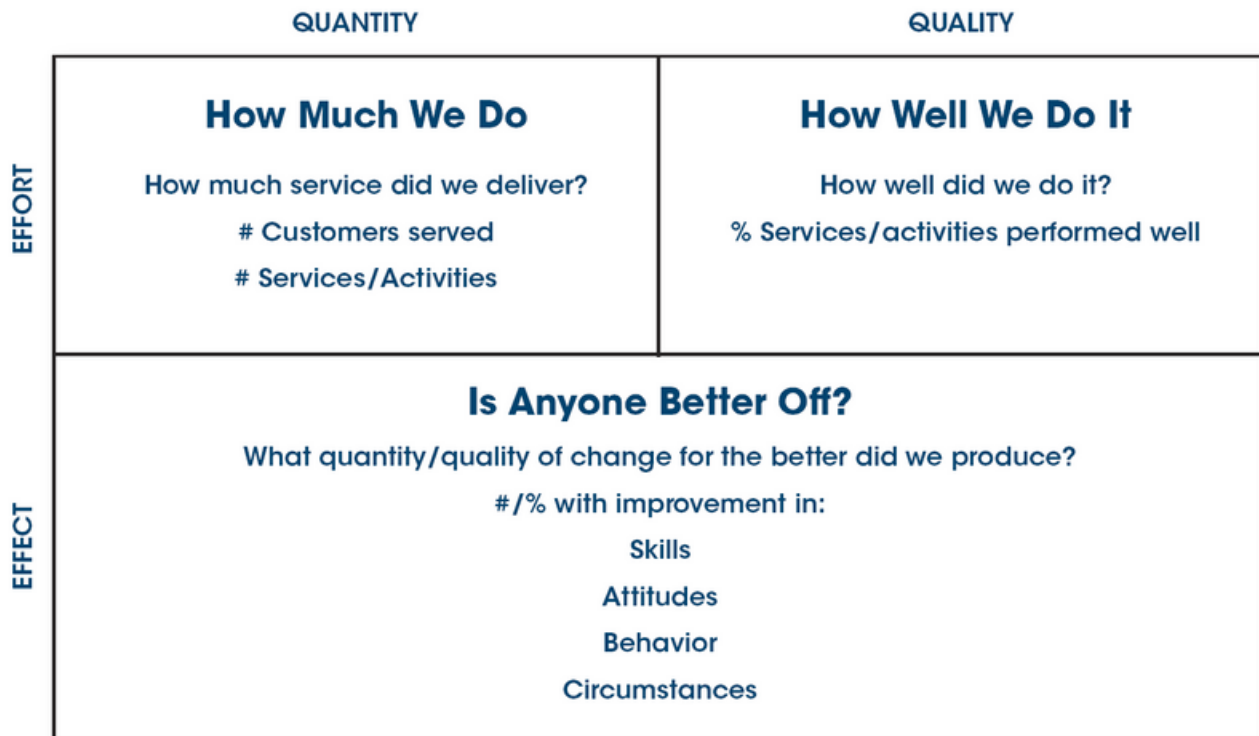 QUANTITY
QUALITY
EFFORT
How Much We Do
How much service did we deliver?
# Customers served
# Services/Activities
How Well We Do It
How well did we do it?
% Services/activities performed well
EFFECT
Is Anyone Better Off?
What quantity/quality of change for the better did we produce?
#/% with improvement in:
Skills
Attitudes
Behavior
Circumstances